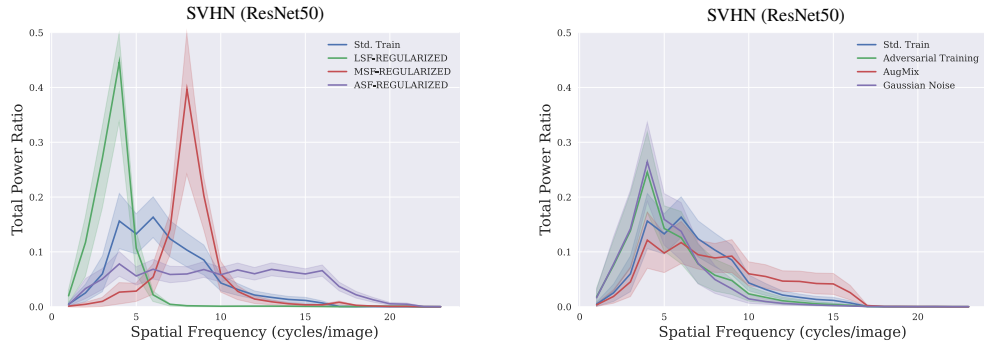 SVHN (ResNet50)
Total Power Ratio
0.5
0.4
0.3
0.2
0.1
0.0
Std. Train
LSF-REGULARIZED
MSF-REGULARIZED
ASF-REGULARIZED
0
5
10
15
20
Spatial Frequency (cycles/image)
SVHN (ResNet50)
Total Power Ratio
0.5
0.4
0.3
0.2
0.1
0.0
Std. Train
Adversarial Training
AugMix
Gaussian Noise
0
5
10
15
20
Spatial Frequency (cycles/image)